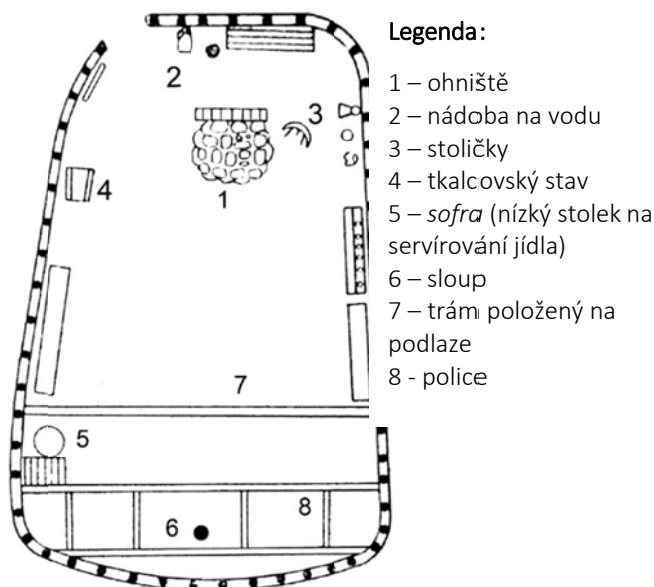 Legenda:
1 – ohniště
2 – nádoba na vodu
3 – stoličky
4 – tkalcovský stav
5 – sofra (nízký stolek na
servírování jídla)
6 – sloup
7 – trám položený na
podlaze
8 - police
2
3
1
4
7
5
8
6